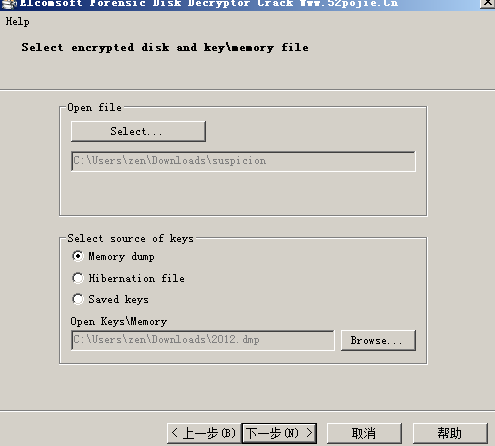 Elcomsoft Forensic Disk Decryptor Crack Www.52pojie.Cn
Help
Select encrypted disk and key\memory file
Open file
Select...
C:\Users\zen\Downloads\suspicion
Select source of keys
Memory dump
Hibernation file
Saved keys
Open Keys\Memory
C:\Users\zen\Downloads\2012.dmp Browse...
< 上一步(B) 下一步(N) > 取消 帮助